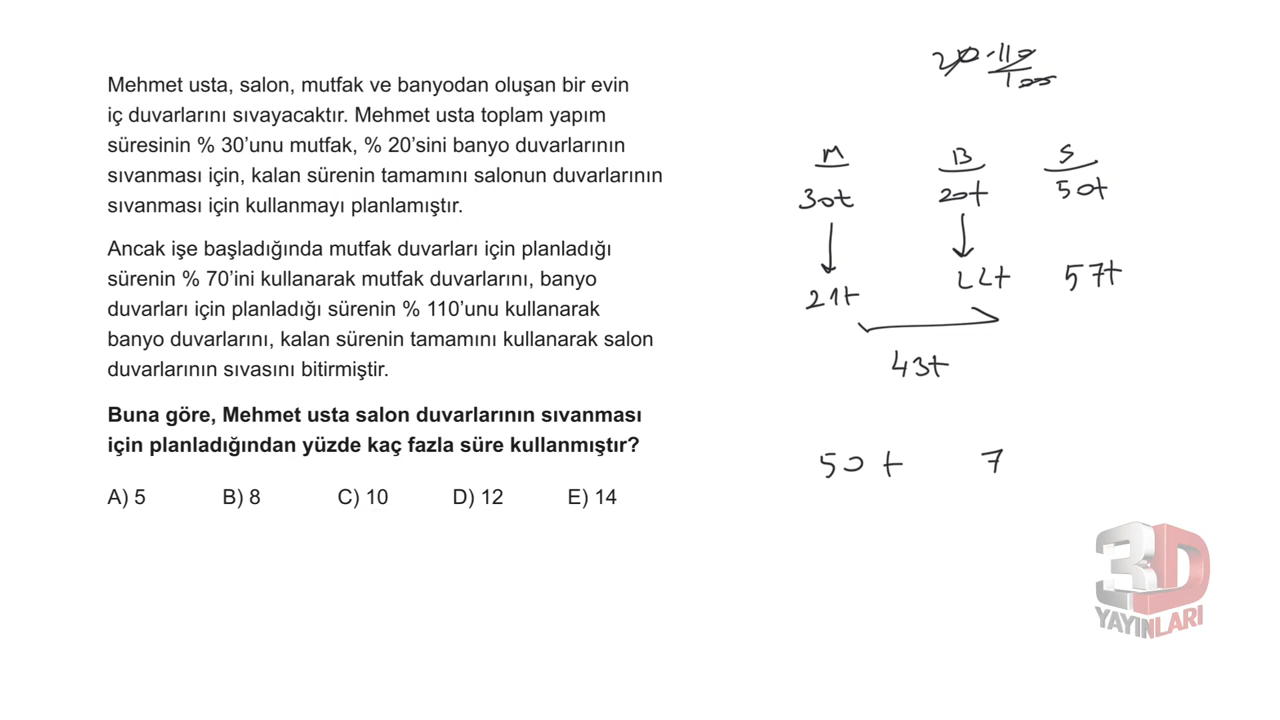 Mehmet usta, salon, mutfak ve banyodan oluşan bir evin
iç duvarlarını sıvayacaktır. Mehmet usta toplam yapım
süresinin % 30'unu mutfak, % 20'sini banyo duvarlarının
sıvanması için, kalan sürenin tamamını salonun duvarlarının
sıvanması için kullanmayı planlamıştır.
Ancak işe başladığında mutfak duvarları için planladığı
sürenin % 70'ini kullanarak mutfak duvarlarını, banyo
duvarları için planladığı sürenin % 110'unu kullanarak
banyo duvarlarını, kalan sürenin tamamını kullanarak salon
duvarlarının sıvasını bitirmiştir.
Buna göre, Mehmet usta salon duvarlarının sıvanması
için planladığından yüzde kaç fazla süre kullanmıştır?
A) 5 B) 8 C) 10 D) 12 E) 14
20 · 110
100
M B S
30t 20t 50t
21t 22t 57t
43t
50t 7
3D
YAYINLARI